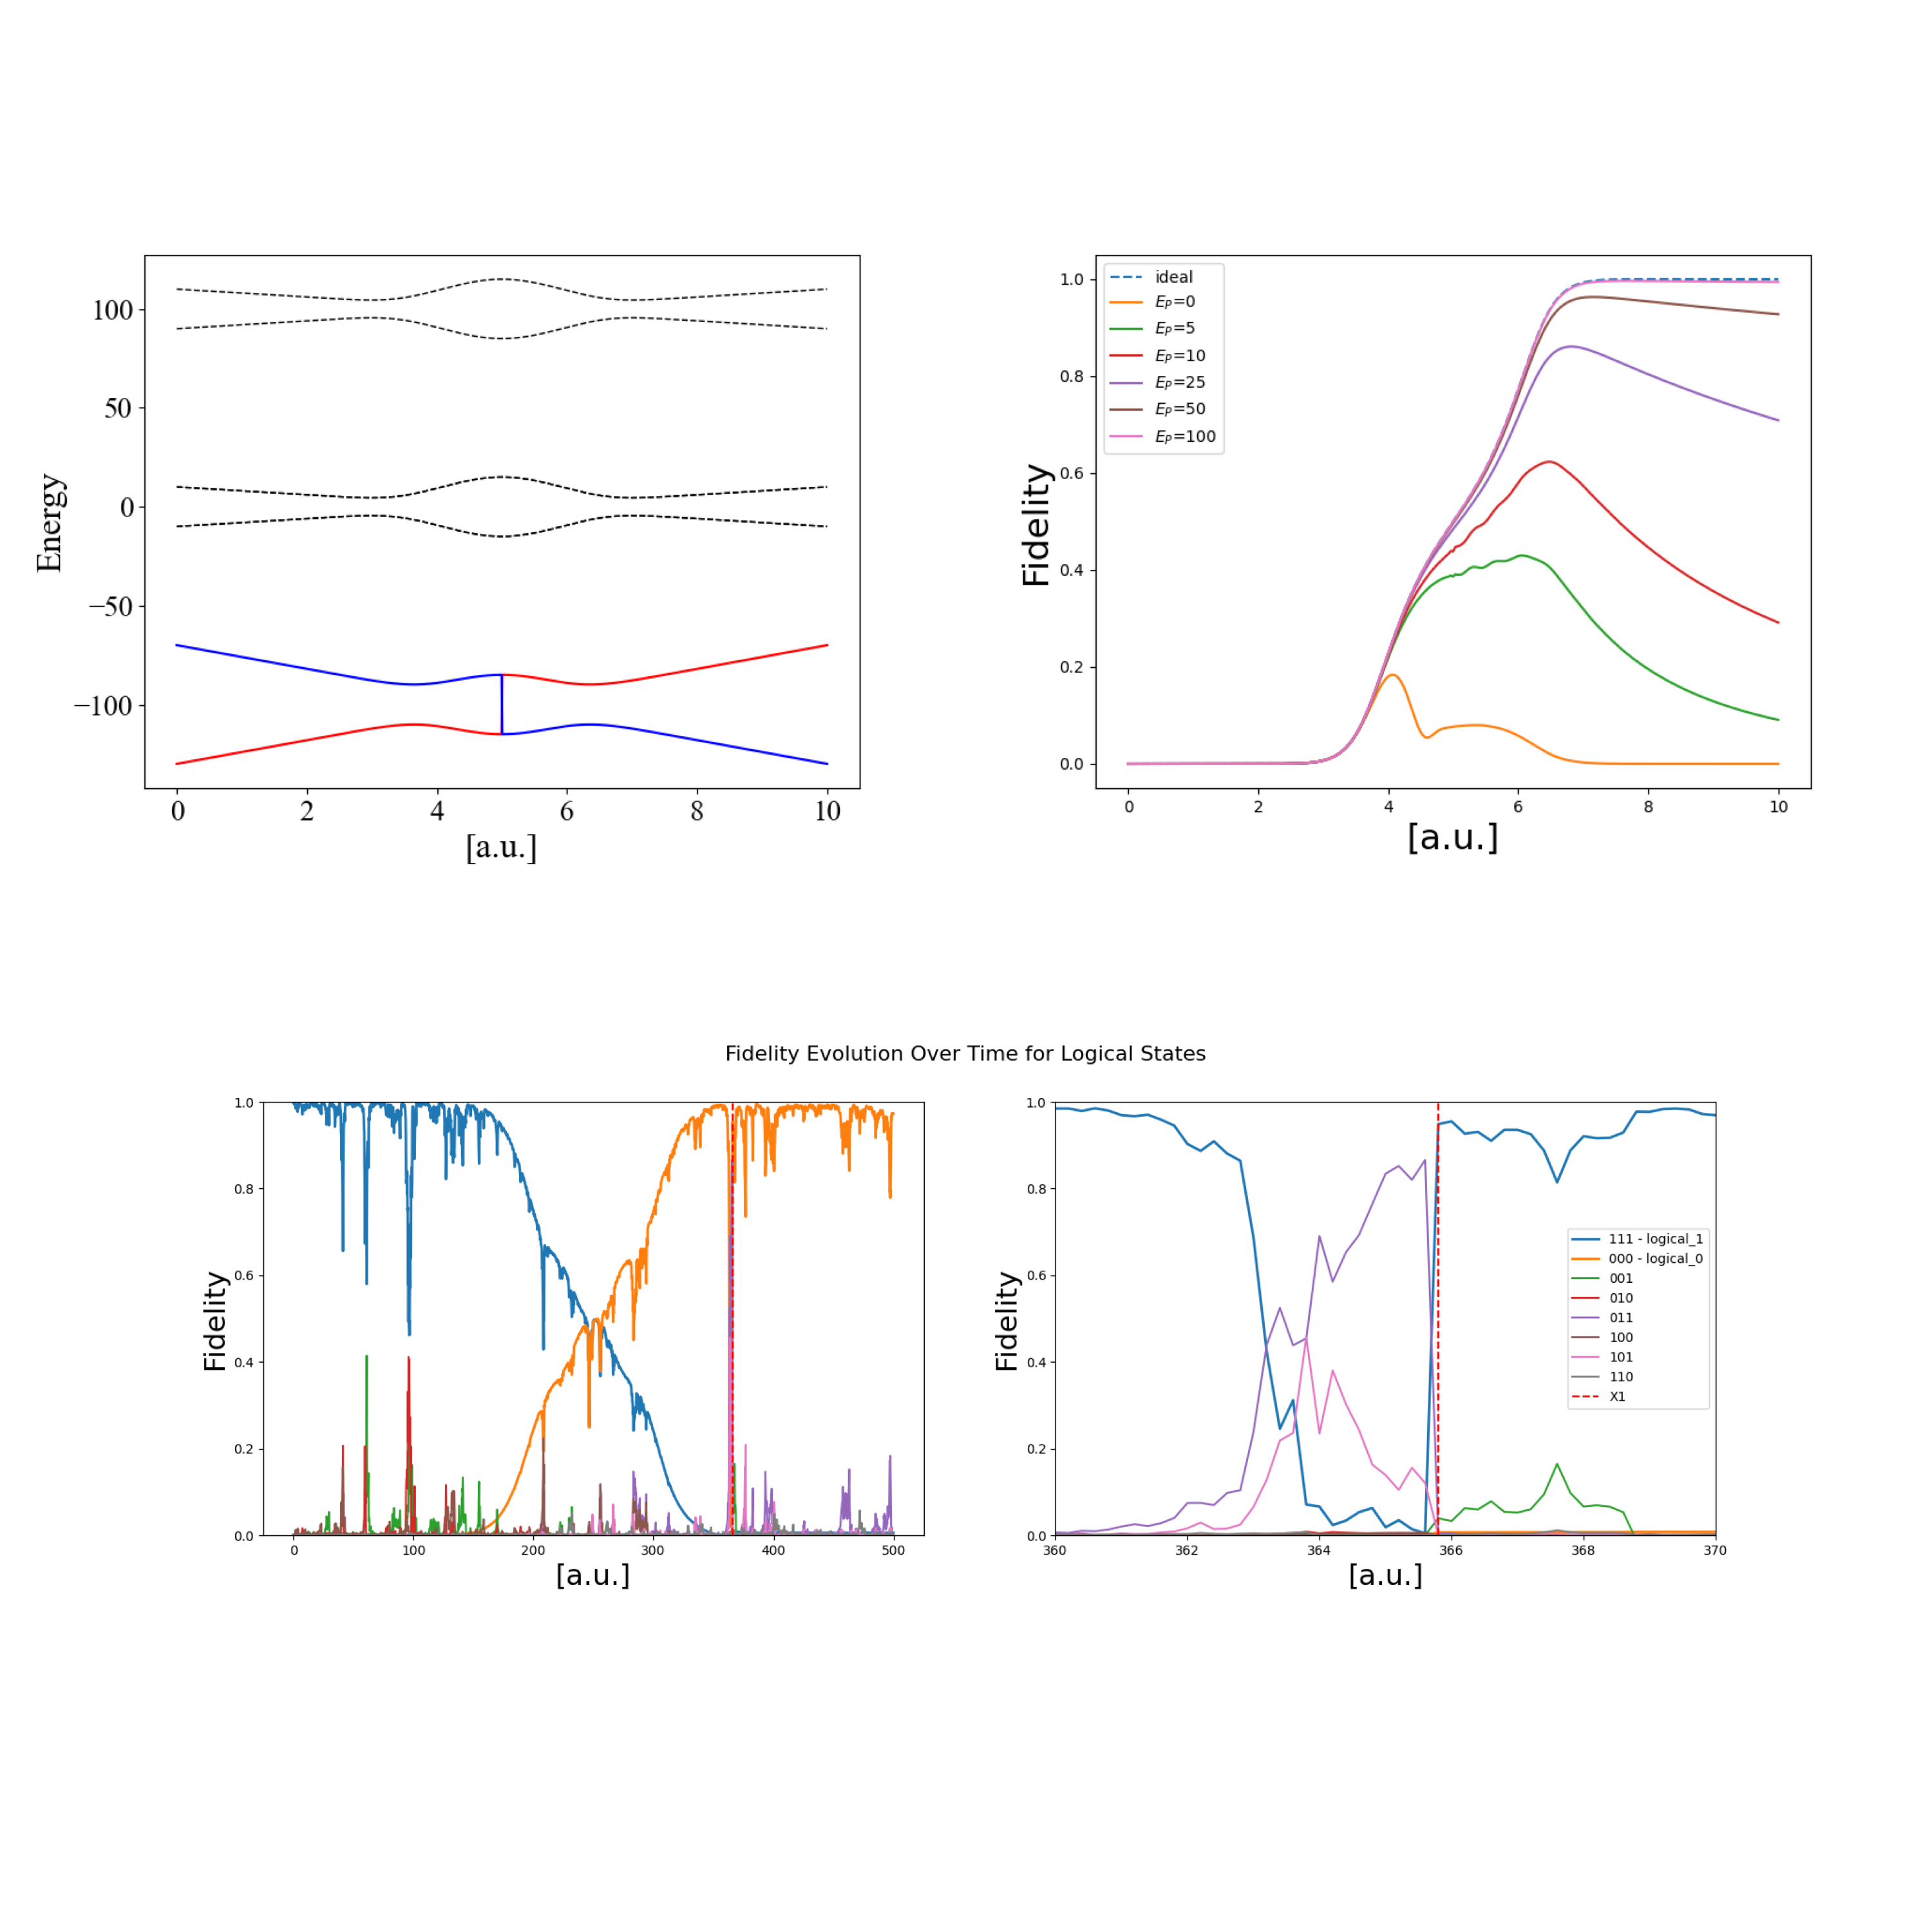 100
50
0
−50
−100
Energy
0 2 4 6 8 10
[a.u.]
1.0
0.8
0.6
0.4
0.2
0.0
Fidelity
ideal
E_P=0
E_P=5
E_P=10
E_P=25
E_P=50
E_P=100
0 2 4 6 8 10
[a.u.]
Fidelity Evolution Over Time for Logical States
1.0
0.8
0.6
0.4
0.2
0.0
Fidelity
0 100 200 300 400 500
[a.u.]
1.0
0.8
0.6
0.4
0.2
0.0
Fidelity
111 - logical_1
000 - logical_0
001
010
011
100
101
110
X1
360 362 364 366 368 370
[a.u.]